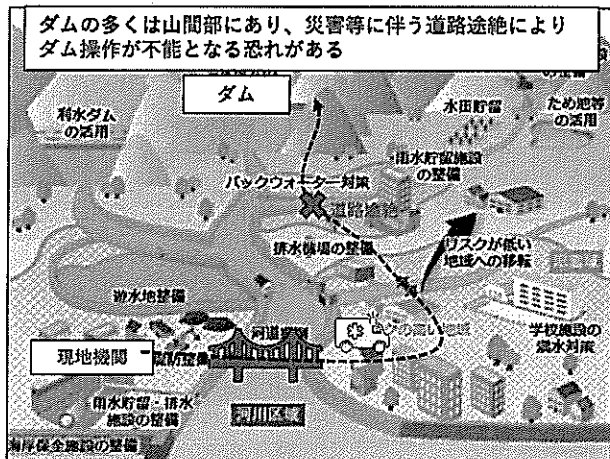 ダムの多くは山間部にあり、災害等に伴う道路途絶により
ダム操作が不能となる恐れがある
ダム
利水ダム
の活用
水田貯留
ため池等
の活用
雨水貯留施設
の整備
バックウォーター対策
道路途絶
排水機場の整備
リスクが低い
地域への移転
遊水地整備
河道掘削
学校施設の
浸水対策
現地機関
雨水貯留・排水
施設の整備
河川区域
海岸保全施設の整備